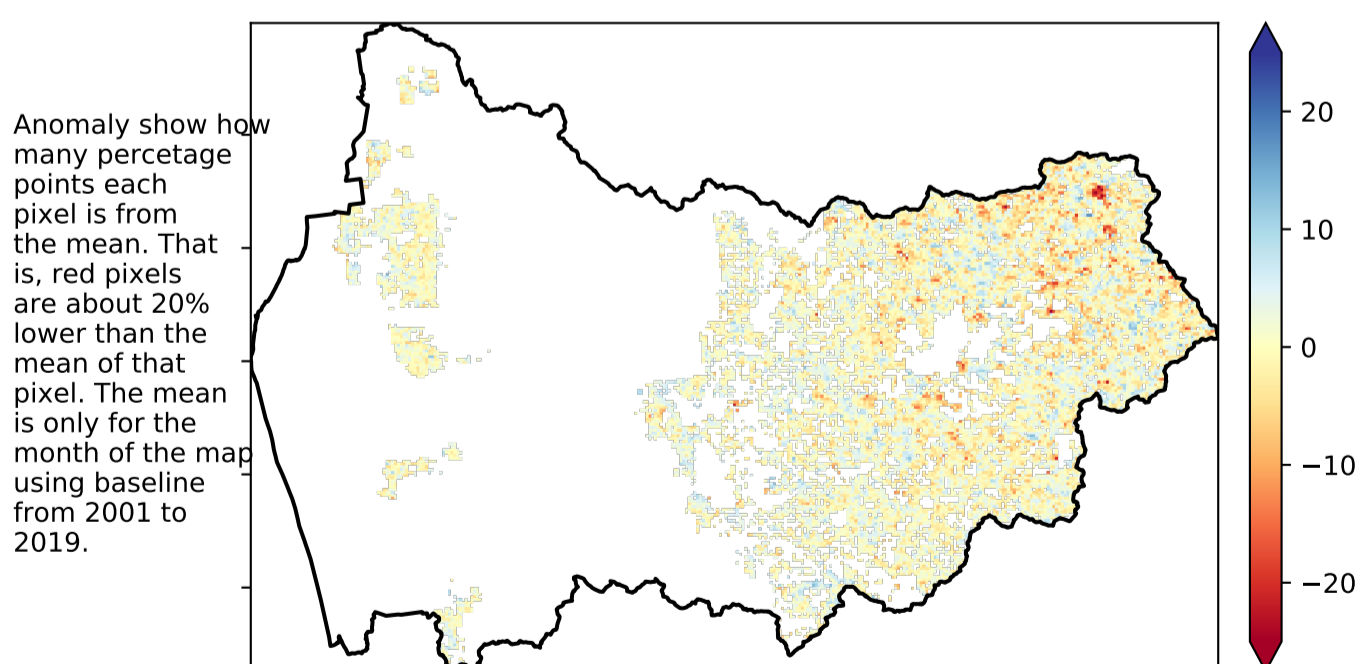 Anomaly show how
many percetage
points each
pixel is from
the mean. That
is, red pixels
are about 20%
lower than the
mean of that
pixel. The mean
is only for the
month of the map
using baseline
from 2001 to
2019.
20
10
0
−10
−20